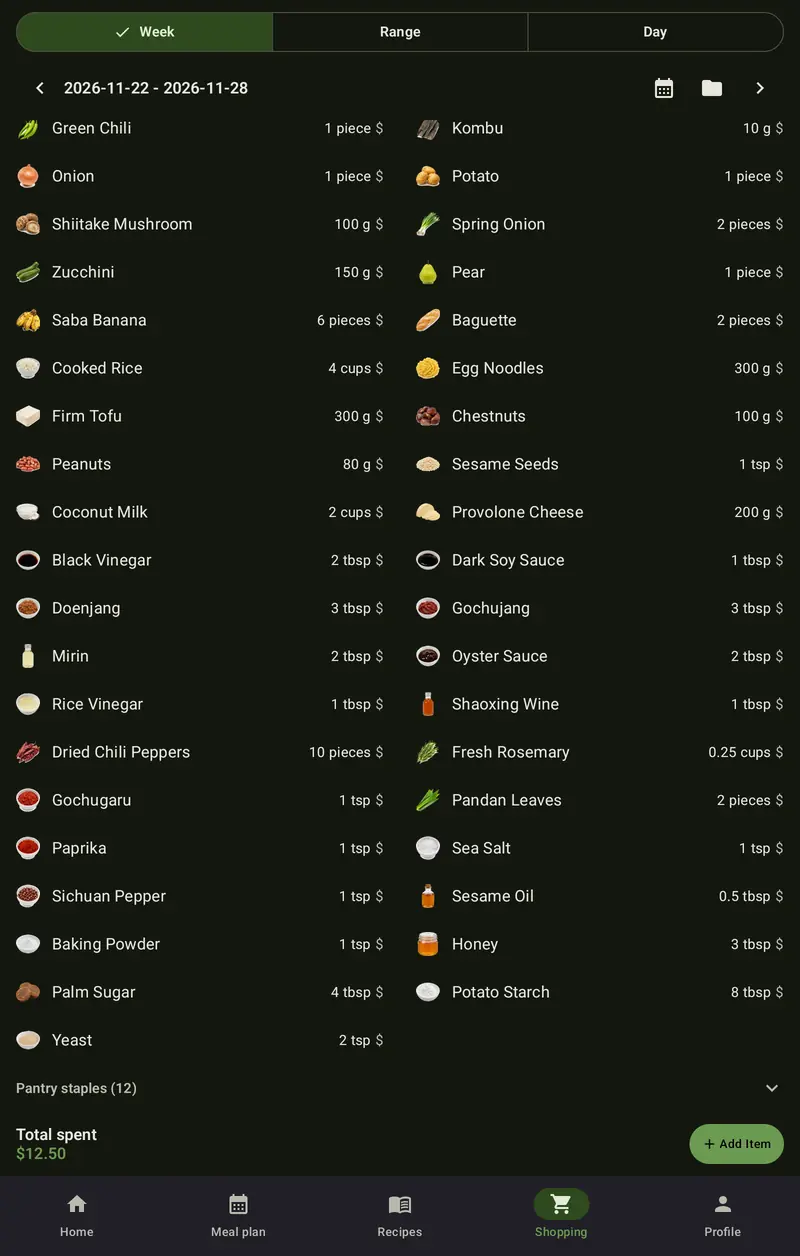 Week
Range
Day
2026-11-22 - 2026-11-28
Green Chili 1 piece $
Kombu 10 g $
Onion 1 piece $
Potato 1 piece $
Shiitake Mushroom 100 g $
Spring Onion 2 pieces $
Zucchini 150 g $
Pear 1 piece $
Saba Banana 6 pieces $
Baguette 2 pieces $
Cooked Rice 4 cups $
Egg Noodles 300 g $
Firm Tofu 300 g $
Chestnuts 100 g $
Peanuts 80 g $
Sesame Seeds 1 tsp $
Coconut Milk 2 cups $
Provolone Cheese 200 g $
Black Vinegar 2 tbsp $
Dark Soy Sauce 1 tbsp $
Doenjang 3 tbsp $
Gochujang 3 tbsp $
Mirin 2 tbsp $
Oyster Sauce 2 tbsp $
Rice Vinegar 1 tbsp $
Shaoxing Wine 1 tbsp $
Dried Chili Peppers 10 pieces $
Fresh Rosemary 0.25 cups $
Gochugaru 1 tsp $
Pandan Leaves 2 pieces $
Paprika 1 tsp $
Sea Salt 1 tsp $
Sichuan Pepper 1 tsp $
Sesame Oil 0.5 tbsp $
Baking Powder 1 tsp $
Honey 3 tbsp $
Palm Sugar 4 tbsp $
Potato Starch 8 tbsp $
Yeast 2 tsp $
Pantry staples (12)
Total spent
$12.50
+ Add Item
Home
Meal plan
Recipes
Shopping
Profile